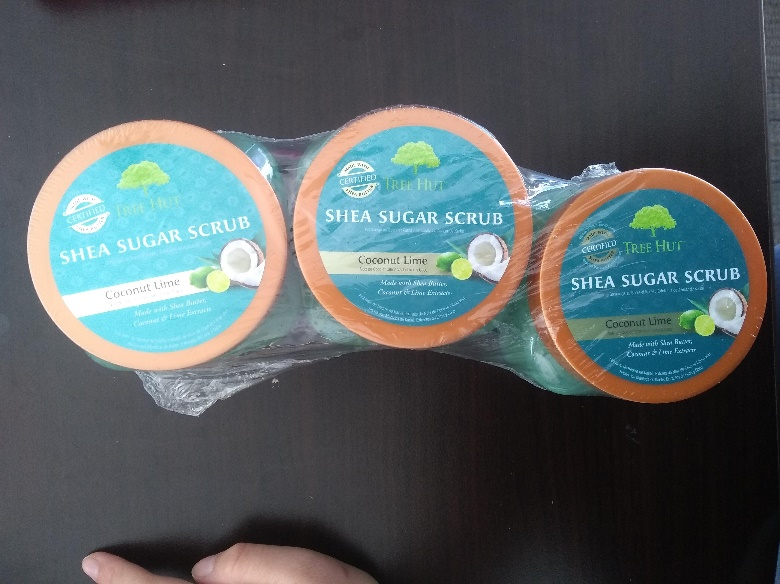 CERTIFIED
TREE HUT
SHEA SUGAR SCRUB
Coconut Lime
Made with Shea Butter,
Coconut & Lime Extracts
CERTIFIED
TREE HUT
SHEA SUGAR SCRUB
Coconut Lime
Made with Shea Butter,
Coconut & Lime Extracts
CERTIFIED
TREE HUT
SHEA SUGAR SCRUB
Coconut Lime
Made with Shea Butter,
Coconut & Lime Extracts